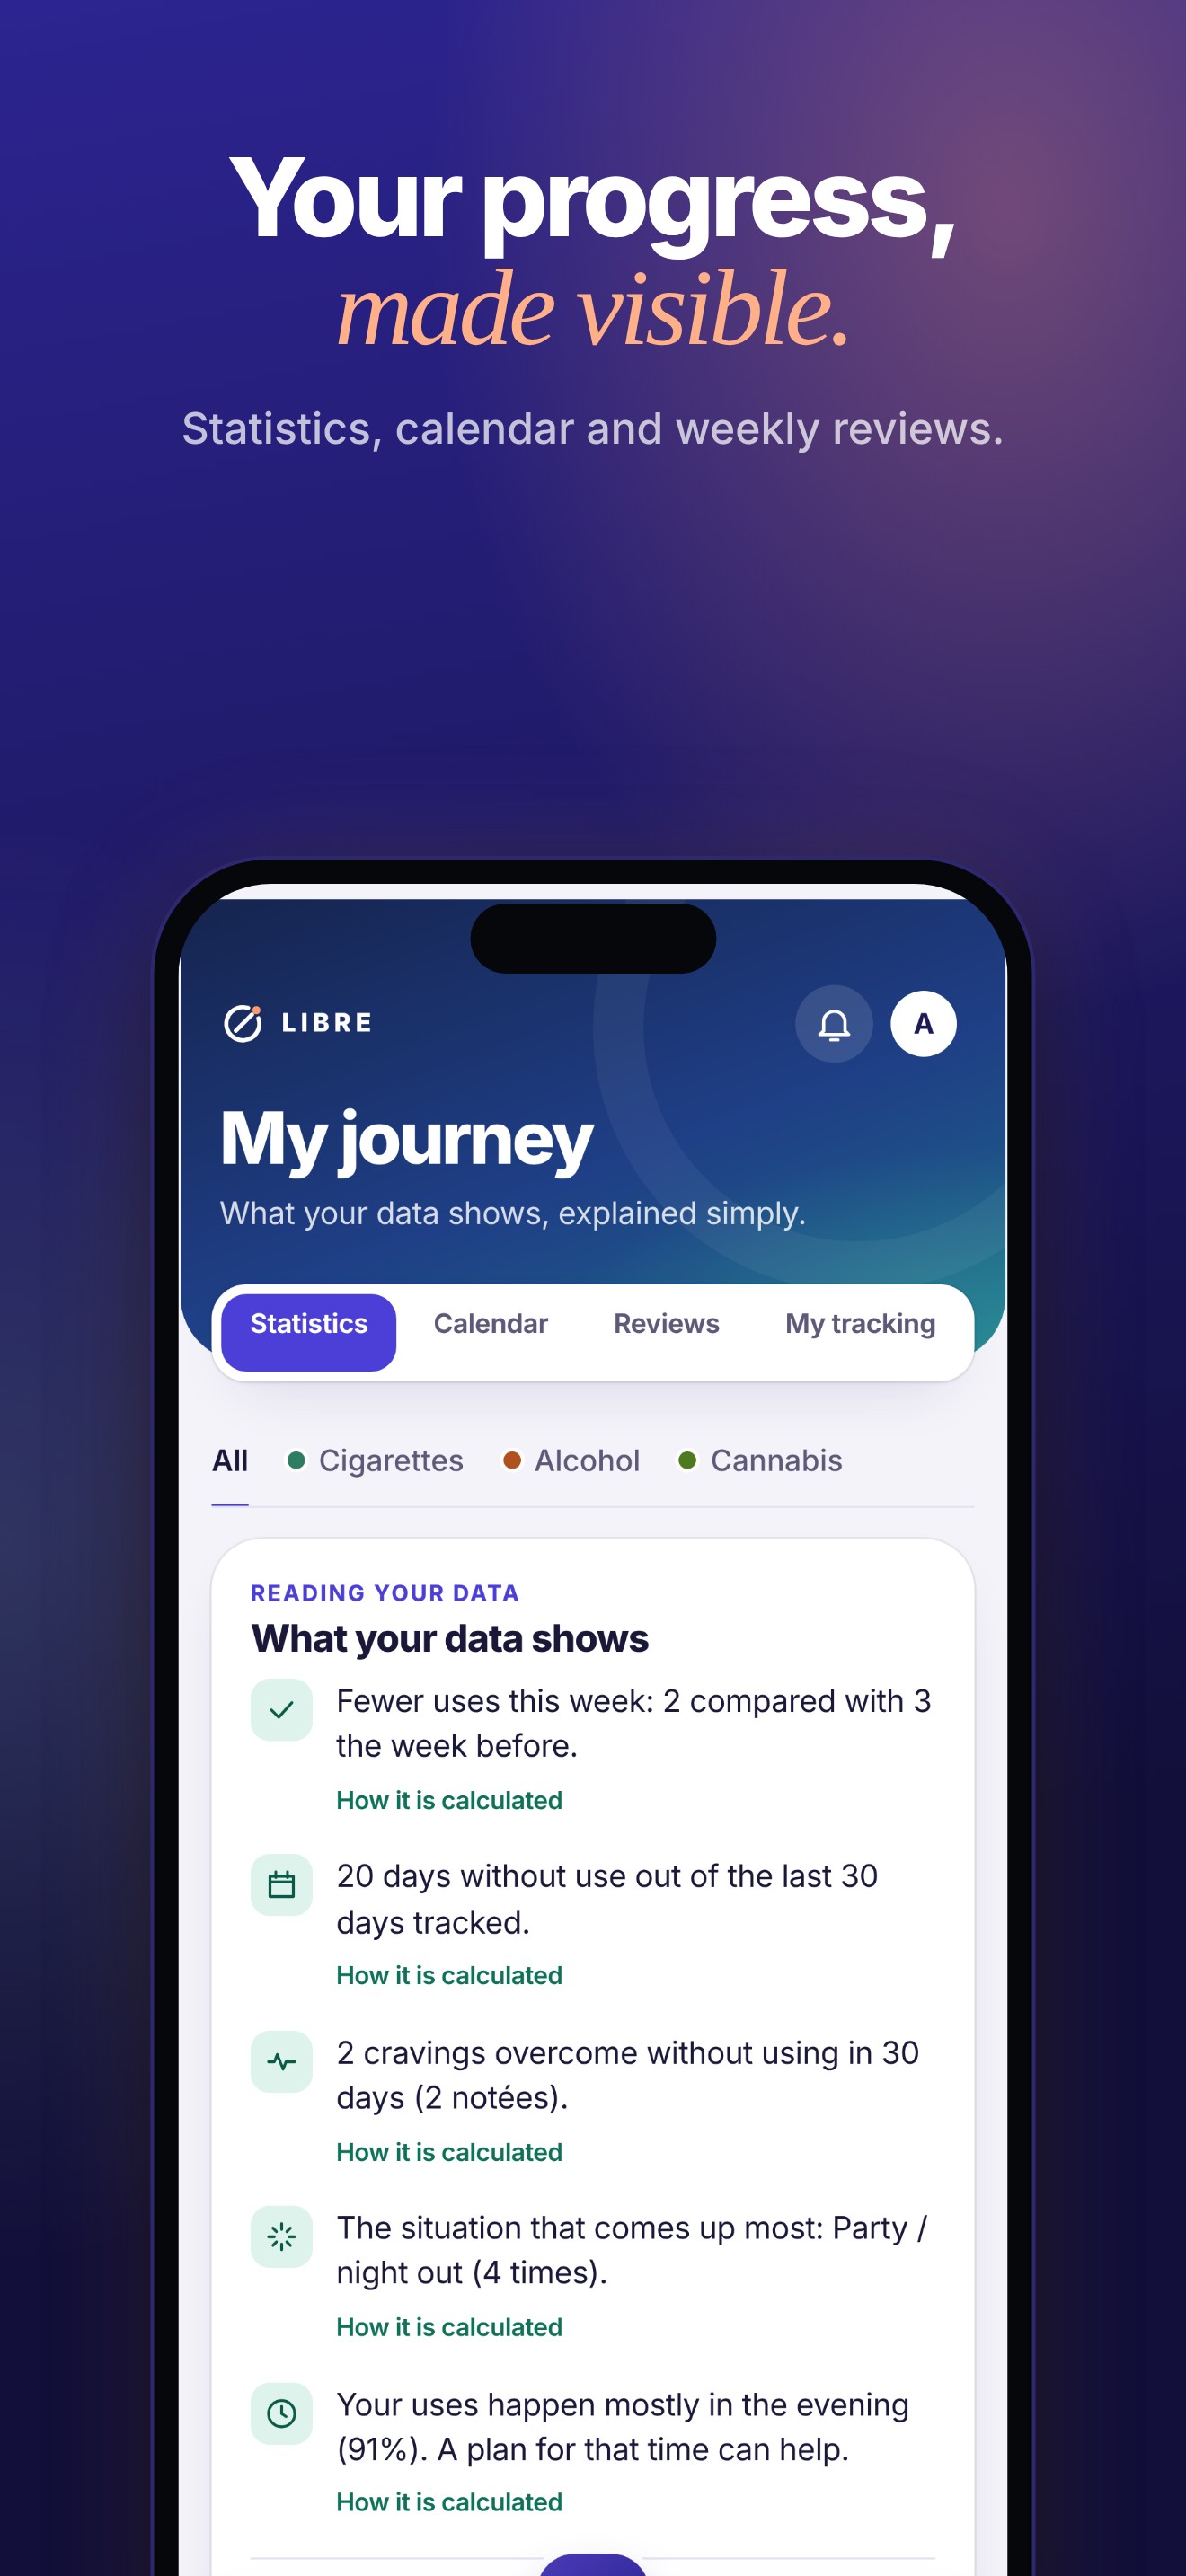 Your progress,
made visible.
Statistics, calendar and weekly reviews.
LIBRE
A
My journey
What your data shows, explained simply.
Statistics Calendar Reviews My tracking
All Cigarettes Alcohol Cannabis
READING YOUR DATA
What your data shows
Fewer uses this week: 2 compared with 3
the week before.
How it is calculated
20 days without use out of the last 30
days tracked.
How it is calculated
2 cravings overcome without using in 30
days (2 notées).
How it is calculated
The situation that comes up most: Party /
night out (4 times).
How it is calculated
Your uses happen mostly in the evening
(91%). A plan for that time can help.
How it is calculated